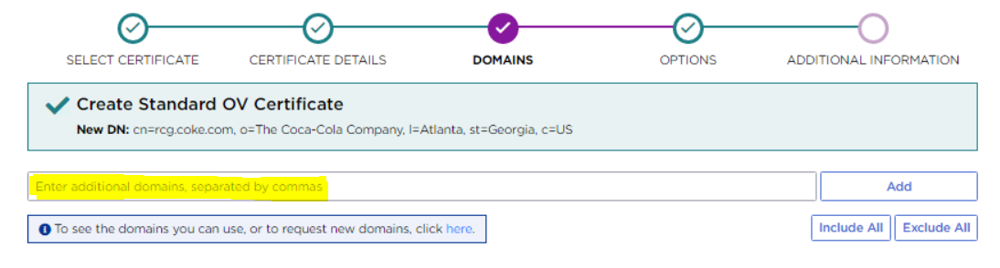 SELECT CERTIFICATE
CERTIFICATE DETAILS
DOMAINS
OPTIONS
ADDITIONAL INFORMATION
Create Standard OV Certificate
New DN: cn=rcg.coke.com, o=The Coca-Cola Company, l=Atlanta, st=Georgia, c=US
Enter additional domains, separated by commas
Add
To see the domains you can use, or to request new domains, click here.
Include All
Exclude All